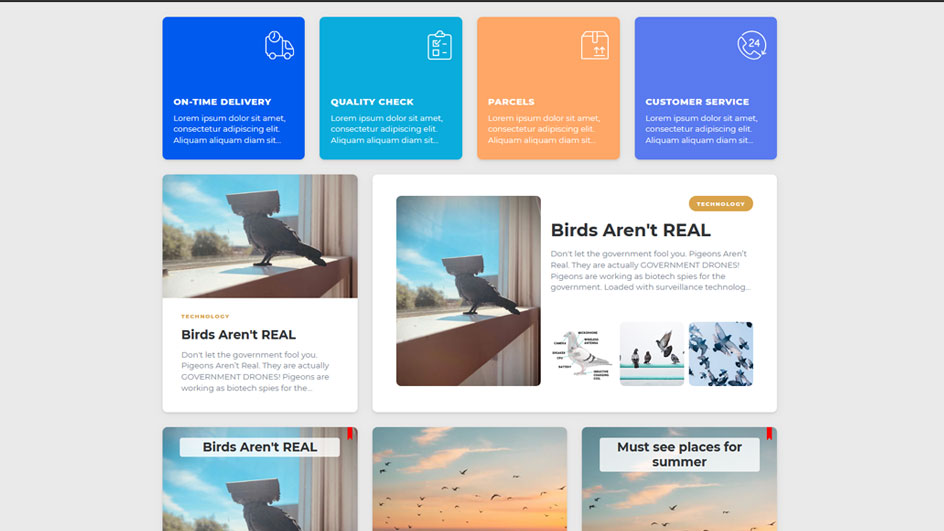 24
ON-TIME DELIVERY
Lorem ipsum dolor sit amet,
consectetur adipiscing elit.
Aliquam aliquam diam sit...
QUALITY CHECK
Lorem ipsum dolor sit amet,
consectetur adipiscing elit.
Aliquam aliquam diam sit...
PARCELS
Lorem ipsum dolor sit amet,
consectetur adipiscing elit.
Aliquam aliquam diam sit...
CUSTOMER SERVICE
Lorem ipsum dolor sit amet,
consectetur adipiscing elit.
Aliquam aliquam diam sit...
TECHNOLOGY
Birds Aren't REAL
Don't let the government fool you.
Pigeons Aren't Real. They are actually
GOVERNMENT DRONES! Pigeons are
working as biotech spies for the...
TECHNOLOGY
Birds Aren't REAL
Don't let the government fool you. Pigeons Aren't
Real. They are actually GOVERNMENT DRONES!
Pigeons are working as biotech spies for the
government. Loaded with surveillance technolog...
MICROPHONE
CAMERA
WIRELESS
ANTENNA
SPEAKER
CPU
BATTERY
INDUCTIVE
CHARGING
COIL
Birds Aren't REAL
Must see places for
summer